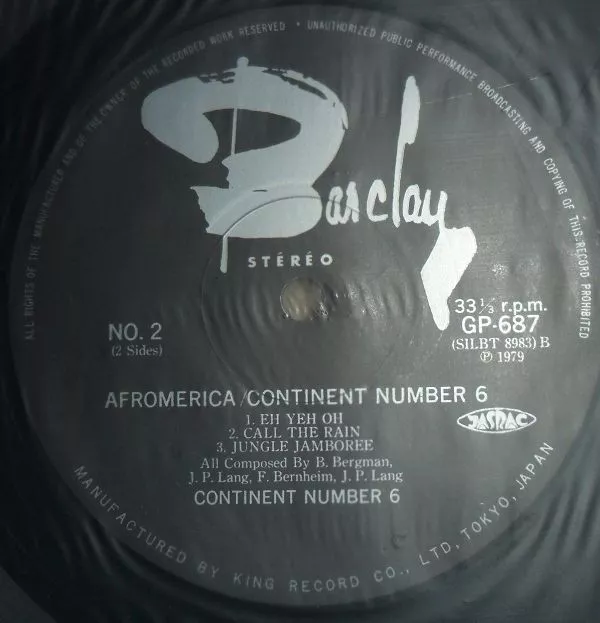 ALL RIGHTS OF THE MANUFACTURER AND OF THE OWNER OF THE RECORDED WORK RESERVED • UNAUTHORIZED PUBLIC PERFORMANCE BROADCASTING AND COPYING OF THIS RECORD PROHIBITED
Barclay
STÉRÉO
NO. 2
(2 Sides)
33 1/3 r.p.m.
GP-687
(SILBT 8983) B
℗ 1979
AFROMERICA/CONTINENT NUMBER 6
1. EH YEH OH
2. CALL THE RAIN
3. JUNGLE JAMBOREE
JASRAC
All Composed By B. Bergman,
J. P. Lang, F. Bernheim, J. P. Lang
CONTINENT NUMBER 6
MANUFACTURED BY KING RECORD CO., LTD, TOKYO, JAPAN